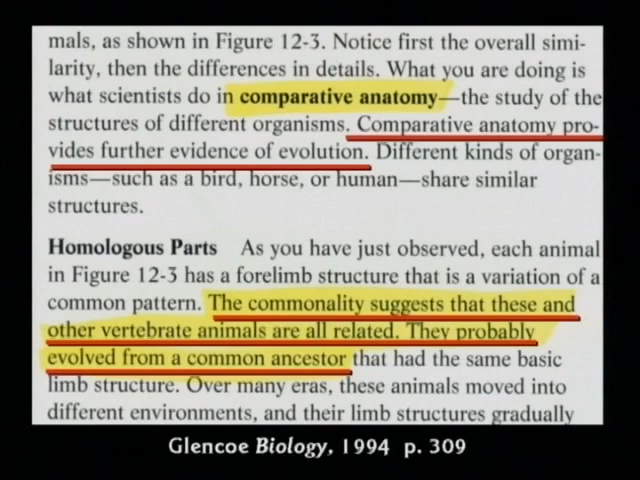 mals, as shown in Figure 12-3. Notice first the overall simi-
larity, then the differences in details. What you are doing is
what scientists do in comparative anatomy—the study of the
structures of different organisms. Comparative anatomy pro-
vides further evidence of evolution. Different kinds of organ-
isms—such as a bird, horse, or human—share similar
structures.
Homologous Parts As you have just observed, each animal
in Figure 12-3 has a forelimb structure that is a variation of a
common pattern. The commonality suggests that these and
other vertebrate animals are all related. They probably
evolved from a common ancestor that had the same basic
limb structure. Over many eras, these animals moved into
different environments, and their limb structures gradually
Glencoe Biology, 1994 p. 309